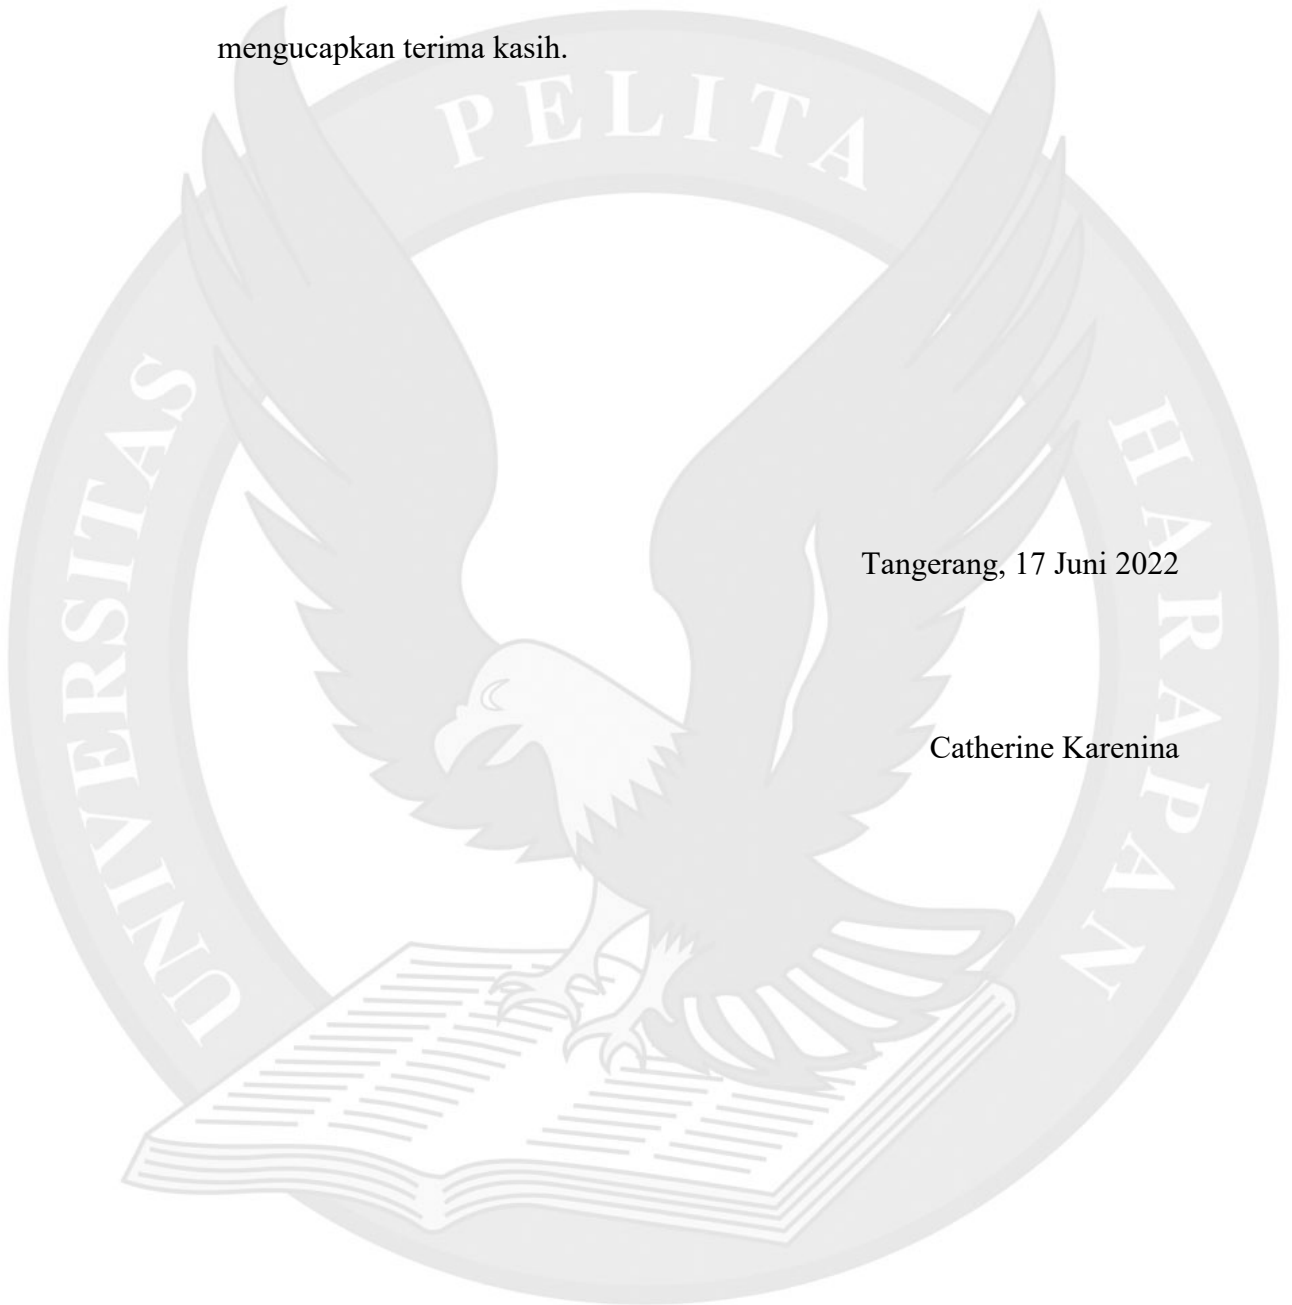 mengucapkan terima kasih.
PELITA
UNIVERSITAS
HARAPAN
Tangerang, 17 Juni 2022
Catherine Karenina